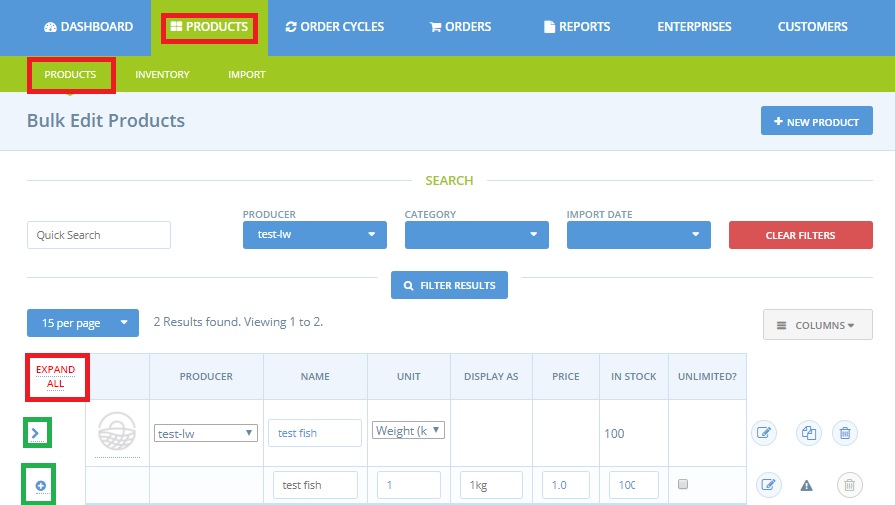 DASHBOARD PRODUCTS ORDER CYCLES ORDERS REPORTS ENTERPRISES CUSTOMERS
PRODUCTS INVENTORY IMPORT
Bulk Edit Products
+ NEW PRODUCT
SEARCH
PRODUCER CATEGORY IMPORT DATE
Quick Search test-lw CLEAR FILTERS
FILTER RESULTS
15 per page 2 Results found. Viewing 1 to 2. COLUMNS
EXPAND
ALL
PRODUCER NAME UNIT DISPLAY AS PRICE IN STOCK UNLIMITED?
test-lw test fish Weight (k 100
test fish 1 1kg 1.0 100